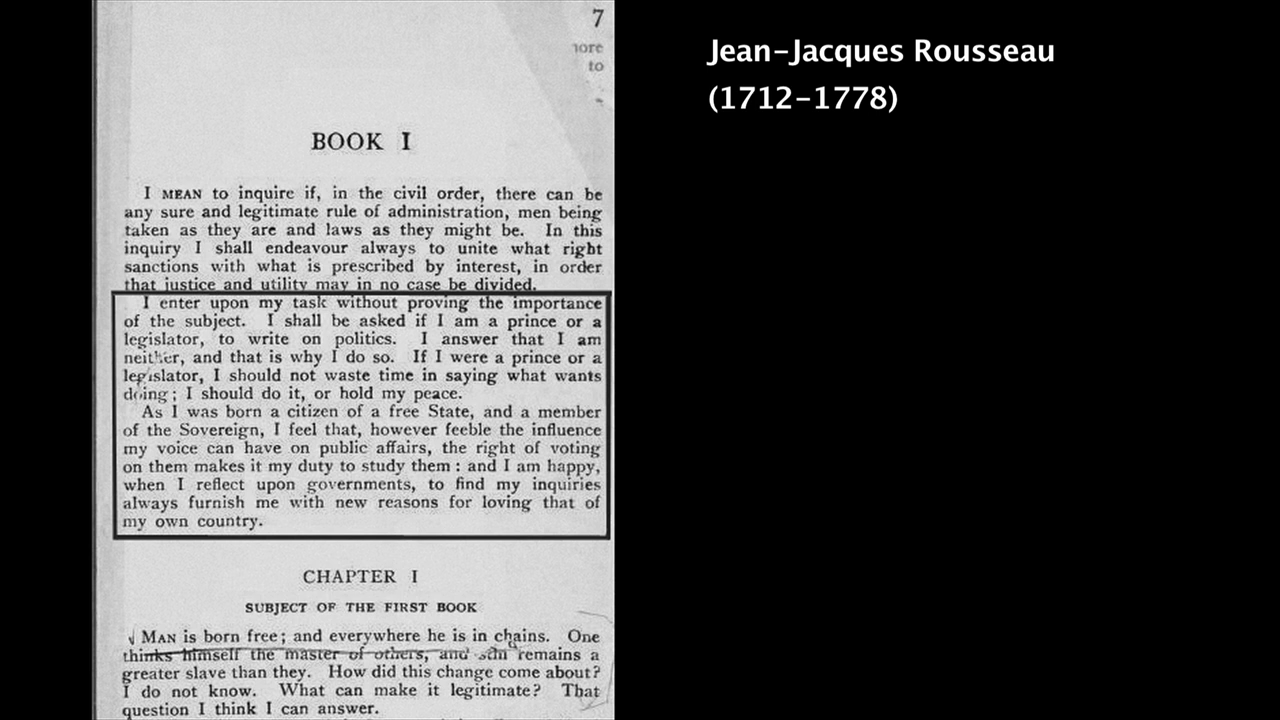 7
to
BOOK I
I MEAN to inquire if, in the civil order, there can be
any sure and legitimate rule of administration, men being
taken as they are and laws as they might be. In this
inquiry I shall endeavour always to unite what right
sanctions with what is prescribed by interest, in order
that justice and utility may in no case be divided.
I enter upon my task without proving the importance
of the subject. I shall be asked if I am a prince or a
legislator, to write on politics. I answer that I am
neither, and that is why I do so. If I were a prince or a
legislator, I should not waste time in saying what wants
doing; I should do it, or hold my peace.
As I was born a citizen of a free State, and a member
of the Sovereign, I feel that, however feeble the influence
my voice can have on public affairs, the right of voting
on them makes it my duty to study them : and I am happy,
when I reflect upon governments, to find my inquiries
always furnish me with new reasons for loving that of
my own country.
CHAPTER I
SUBJECT OF THE FIRST BOOK
MAN is born free; and everywhere he is in chains. One
thinks himself the master of others, and still remains a
greater slave than they. How did this change come about?
I do not know. What can make it legitimate? That
question I think I can answer.
Jean-Jacques Rousseau
(1712-1778)